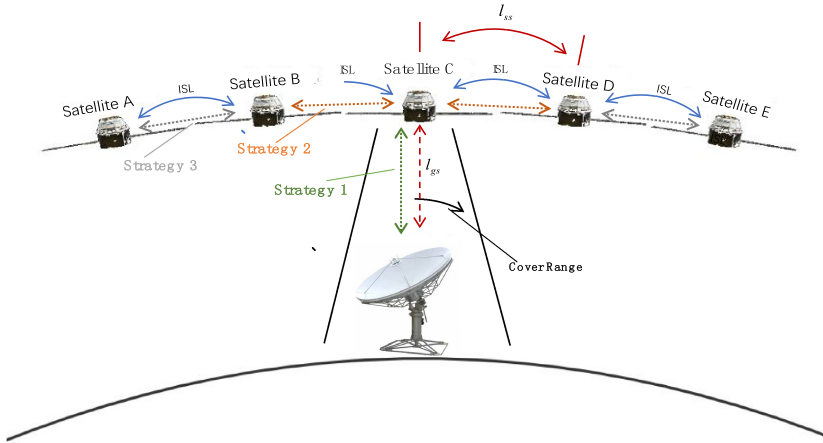 l_ss
ISL
Satellite C
ISL
Satellite A
ISL
Satellite B
Satellite D
ISL
Satellite E
Strategy 3
Strategy 2
Strategy 1
l_gs
CoverRange